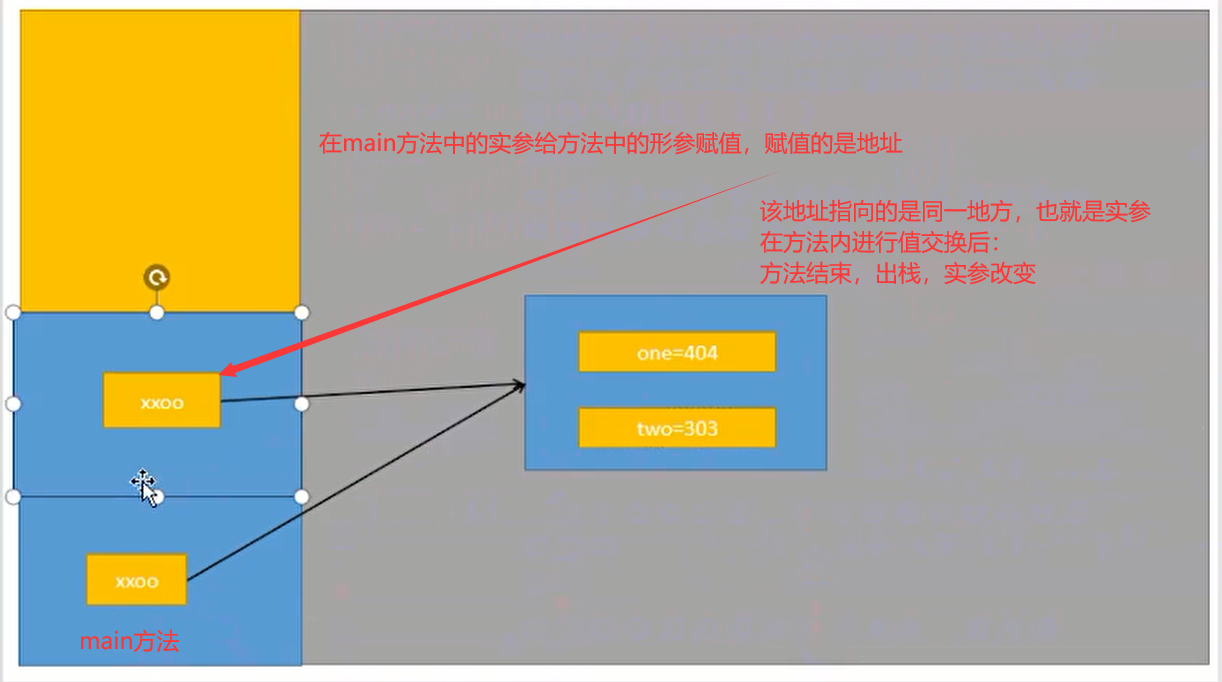 在main方法中的实参给方法中的形参赋值，赋值的是地址
该地址指向的是同一地方，也就是实参
在方法内进行值交换后：
方法结束，出栈，实参改变
one=404
xxoo
two=303
xxoo
main方法